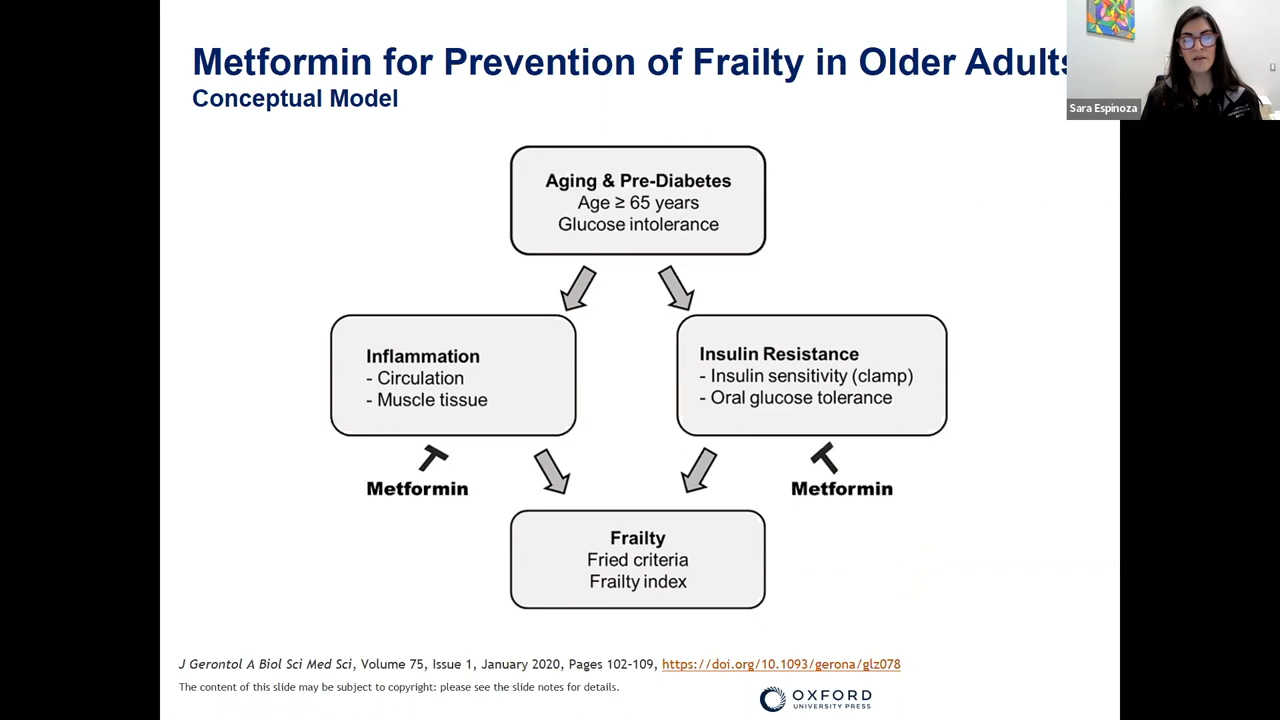 Metformin for Prevention of Frailty in Older Adults
Conceptual Model
Sara Espinoza
Aging & Pre-Diabetes
Age ≥ 65 years
Glucose intolerance
Inflammation
- Circulation
- Muscle tissue
Insulin Resistance
- Insulin sensitivity (clamp)
- Oral glucose tolerance
Metformin
Metformin
Frailty
Fried criteria
Frailty index
J Gerontol A Biol Sci Med Sci, Volume 75, Issue 1, January 2020, Pages 102–109, https://doi.org/10.1093/gerona/glz078
The content of this slide may be subject to copyright: please see the slide notes for details.
OXFORD
UNIVERSITY PRESS